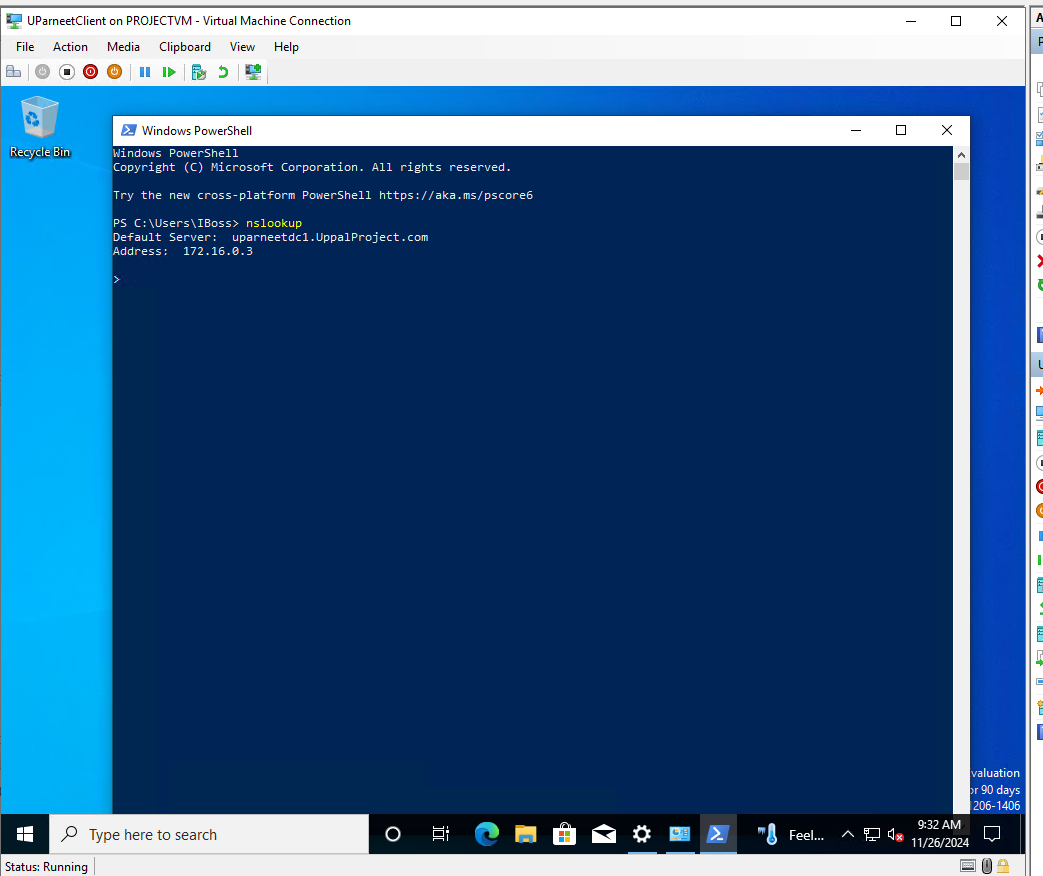 UParneetClient on PROJECTVM - Virtual Machine Connection
File Action Media Clipboard View Help
Recycle Bin
Windows PowerShell
Windows PowerShell
Copyright (C) Microsoft Corporation. All rights reserved.
Try the new cross-platform PowerShell https://aka.ms/pscore6
PS C:\Users\IBoss> nslookup
Default Server:  uparneetdc1.UppalProject.com
Address:  172.16.0.3
>
valuation
or 90 days
1206-1406
Type here to search
Feel...
9:32 AM
11/26/2024
Status: Running